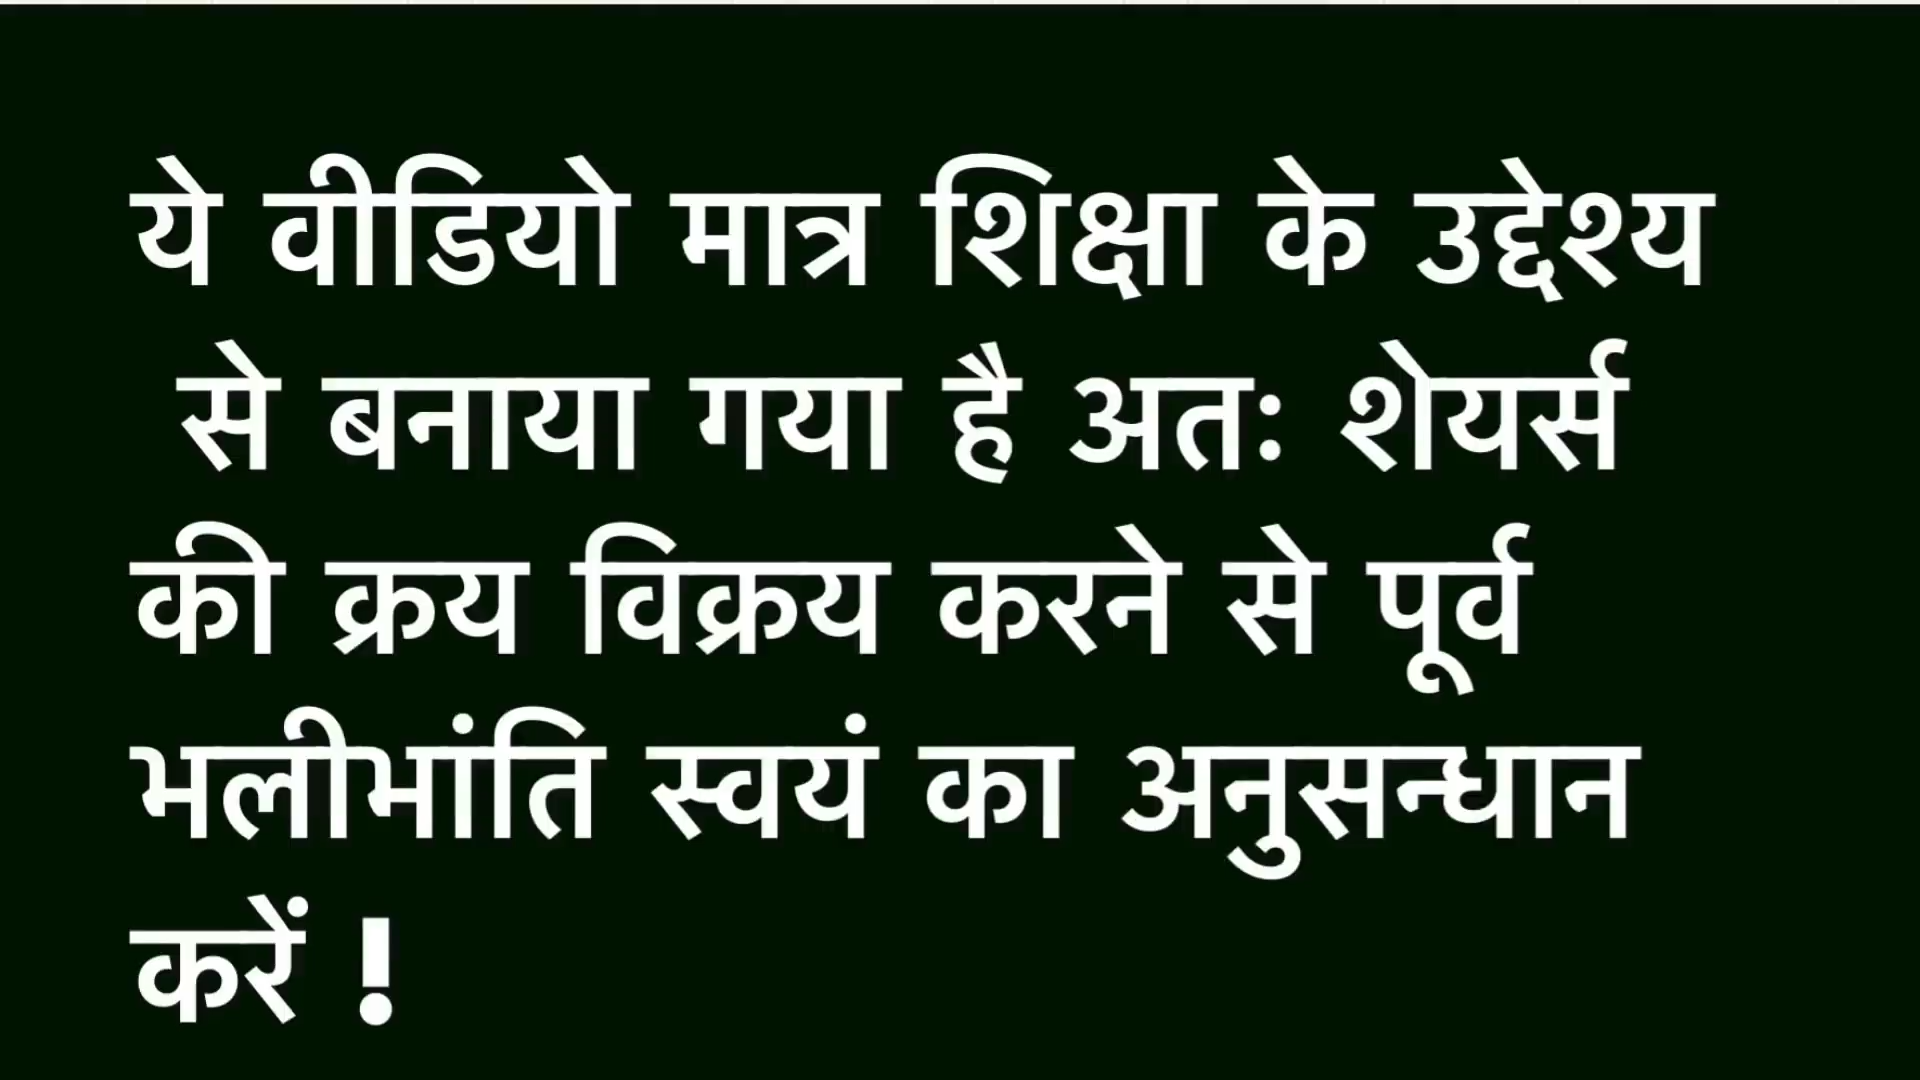 ये वीडियो मात्र शिक्षा के उद्देश्य
से बनाया गया है अतः शेयर्स
की क्रय विक्रय करने से पूर्व
भलीभांति स्वयं का अनुसन्धान
करें !